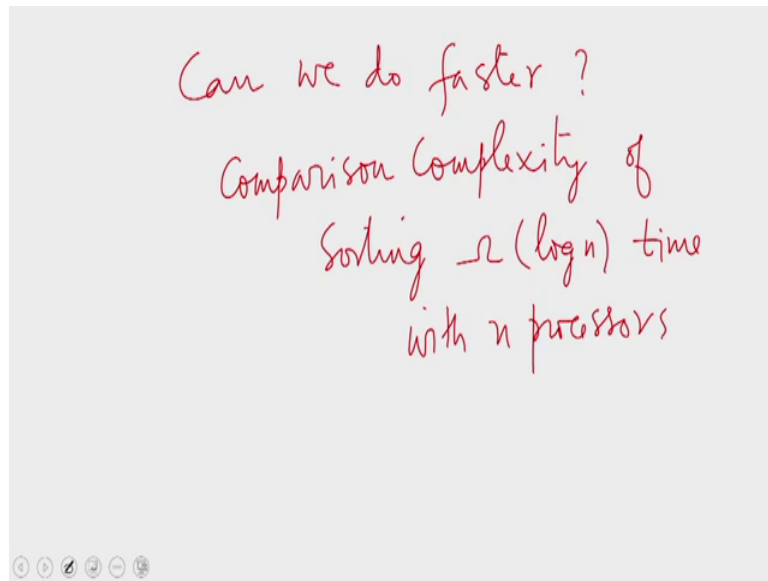 Can we do faster ?
Comparison Complexity of
Sorting Ω (log n) time
with n processors